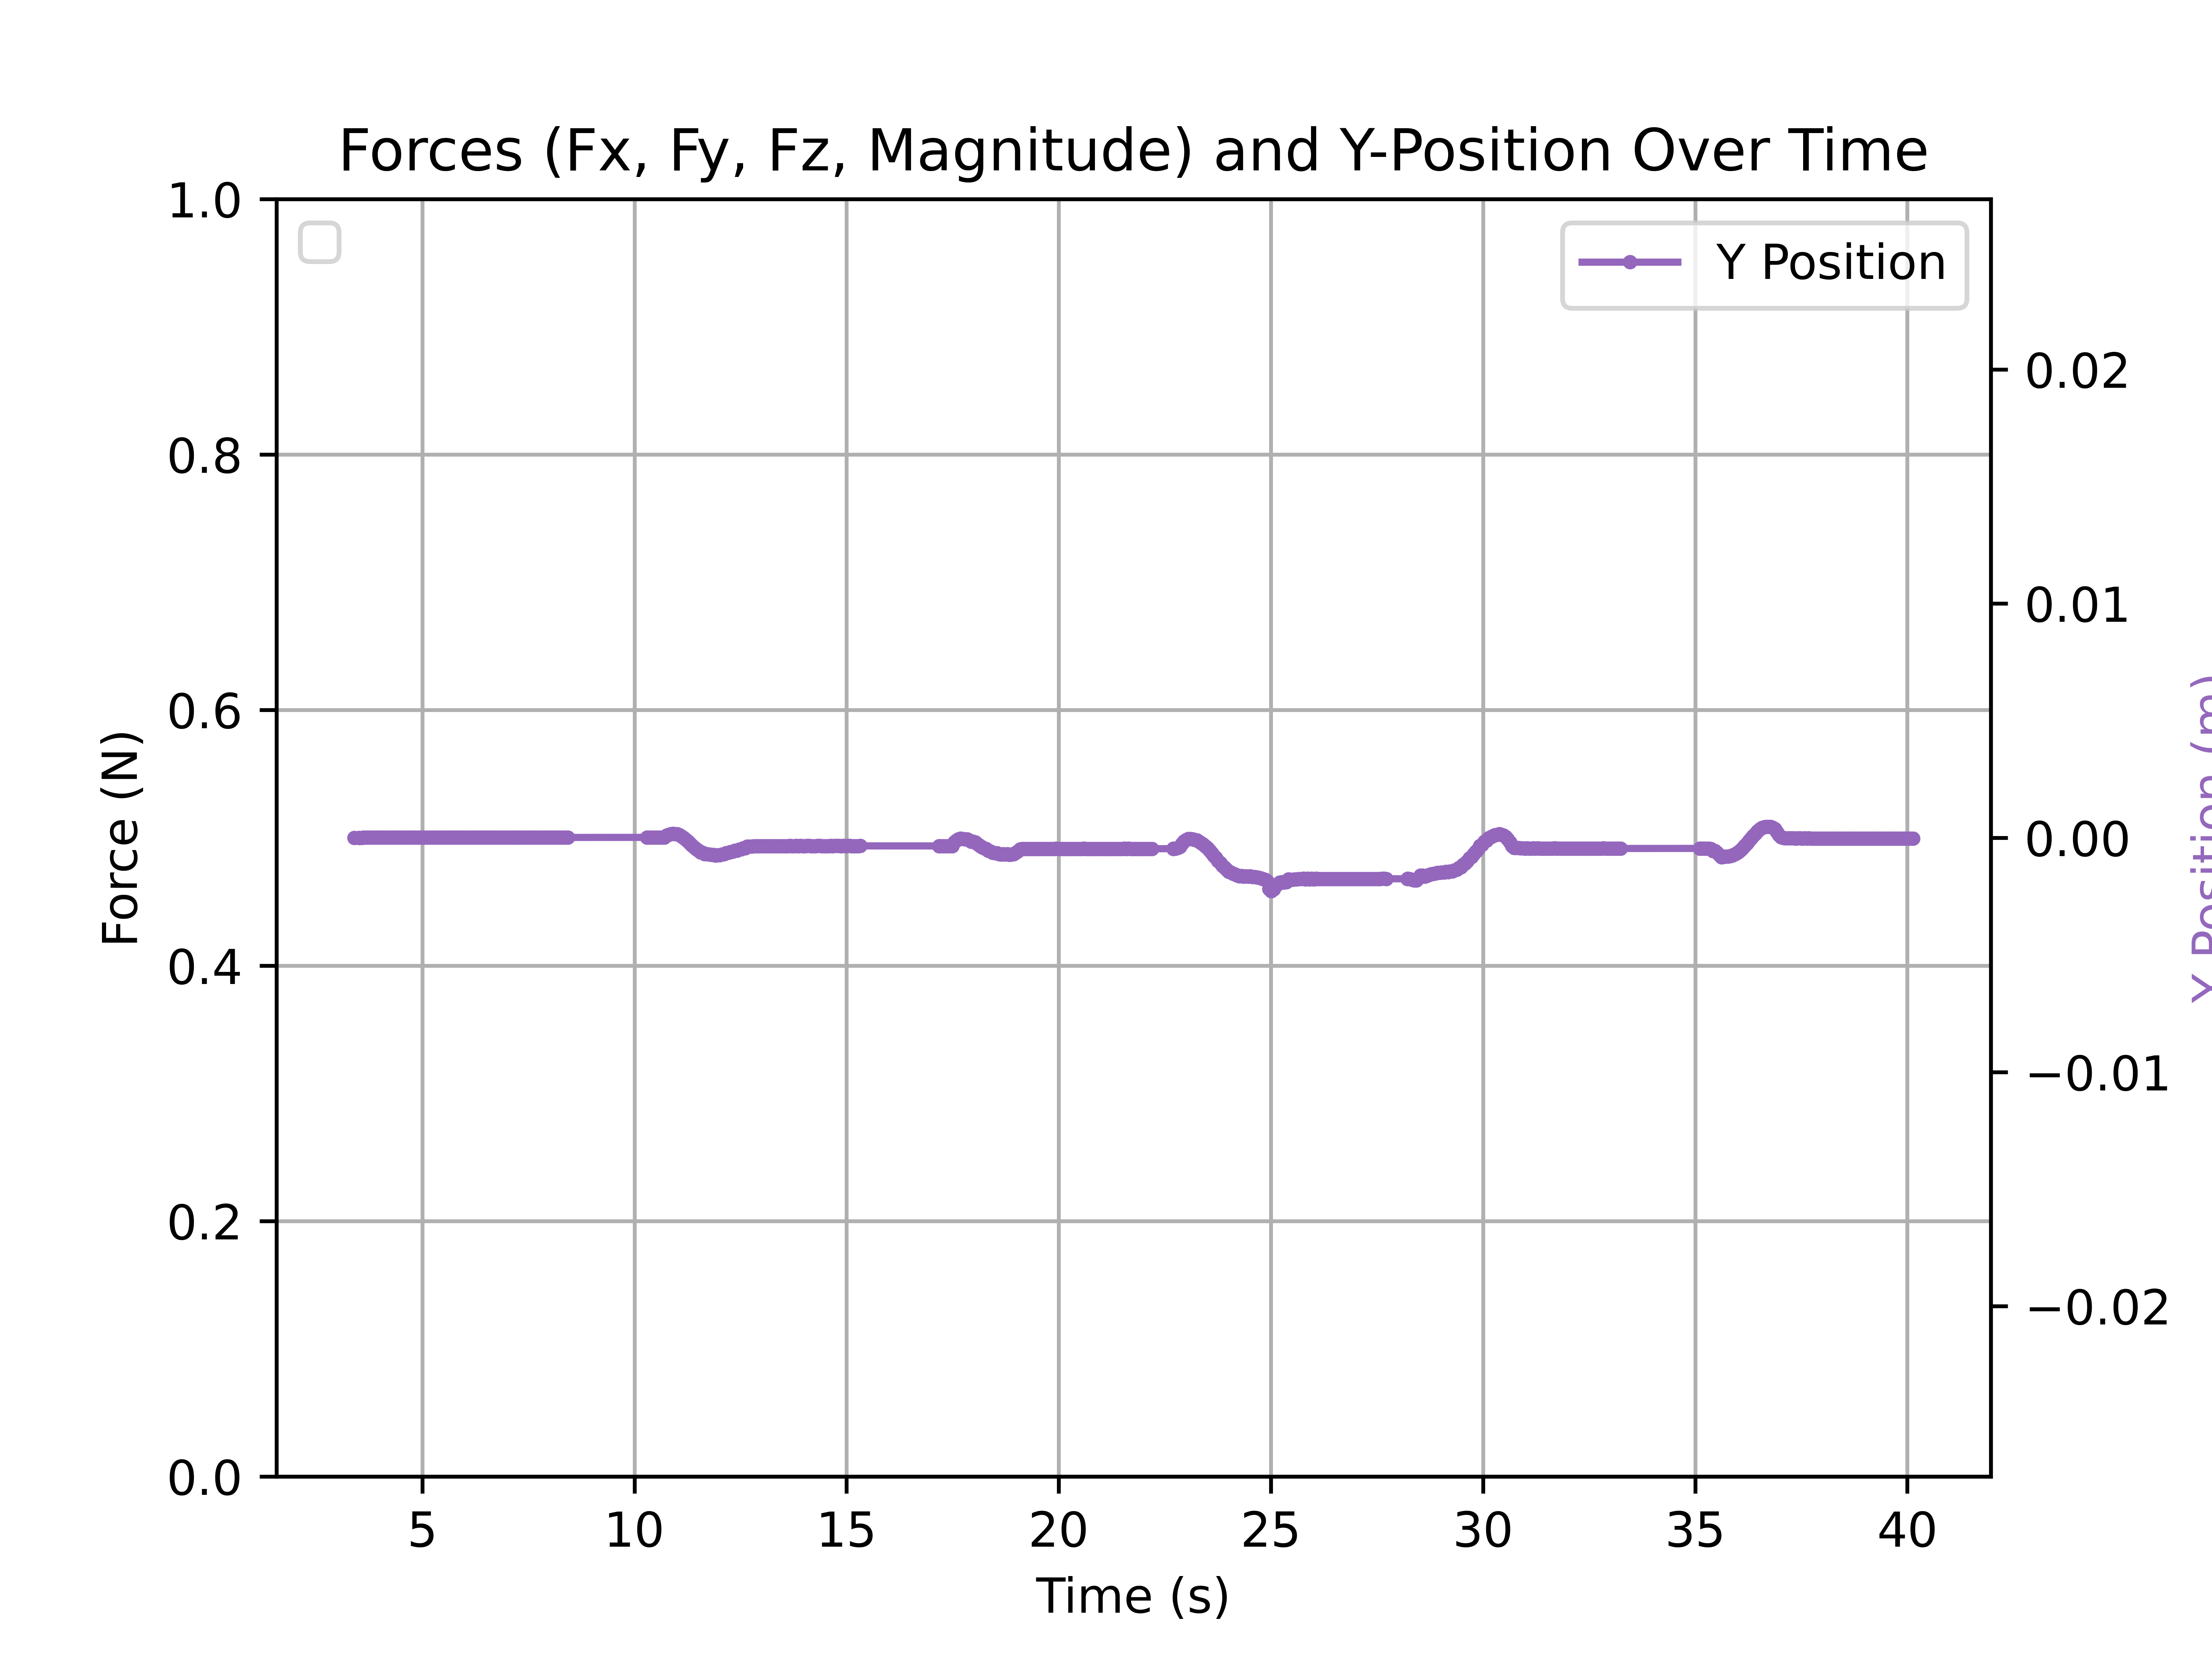 Forces (Fx, Fy, Fz, Magnitude) and Y-Position Over Time
Y Position
1.0
0.8
0.6
0.4
0.2
0.0
Force (N)
0.02
0.01
0.00
−0.01
−0.02
Y Position (m)
5 10 15 20 25 30 35 40
Time (s)